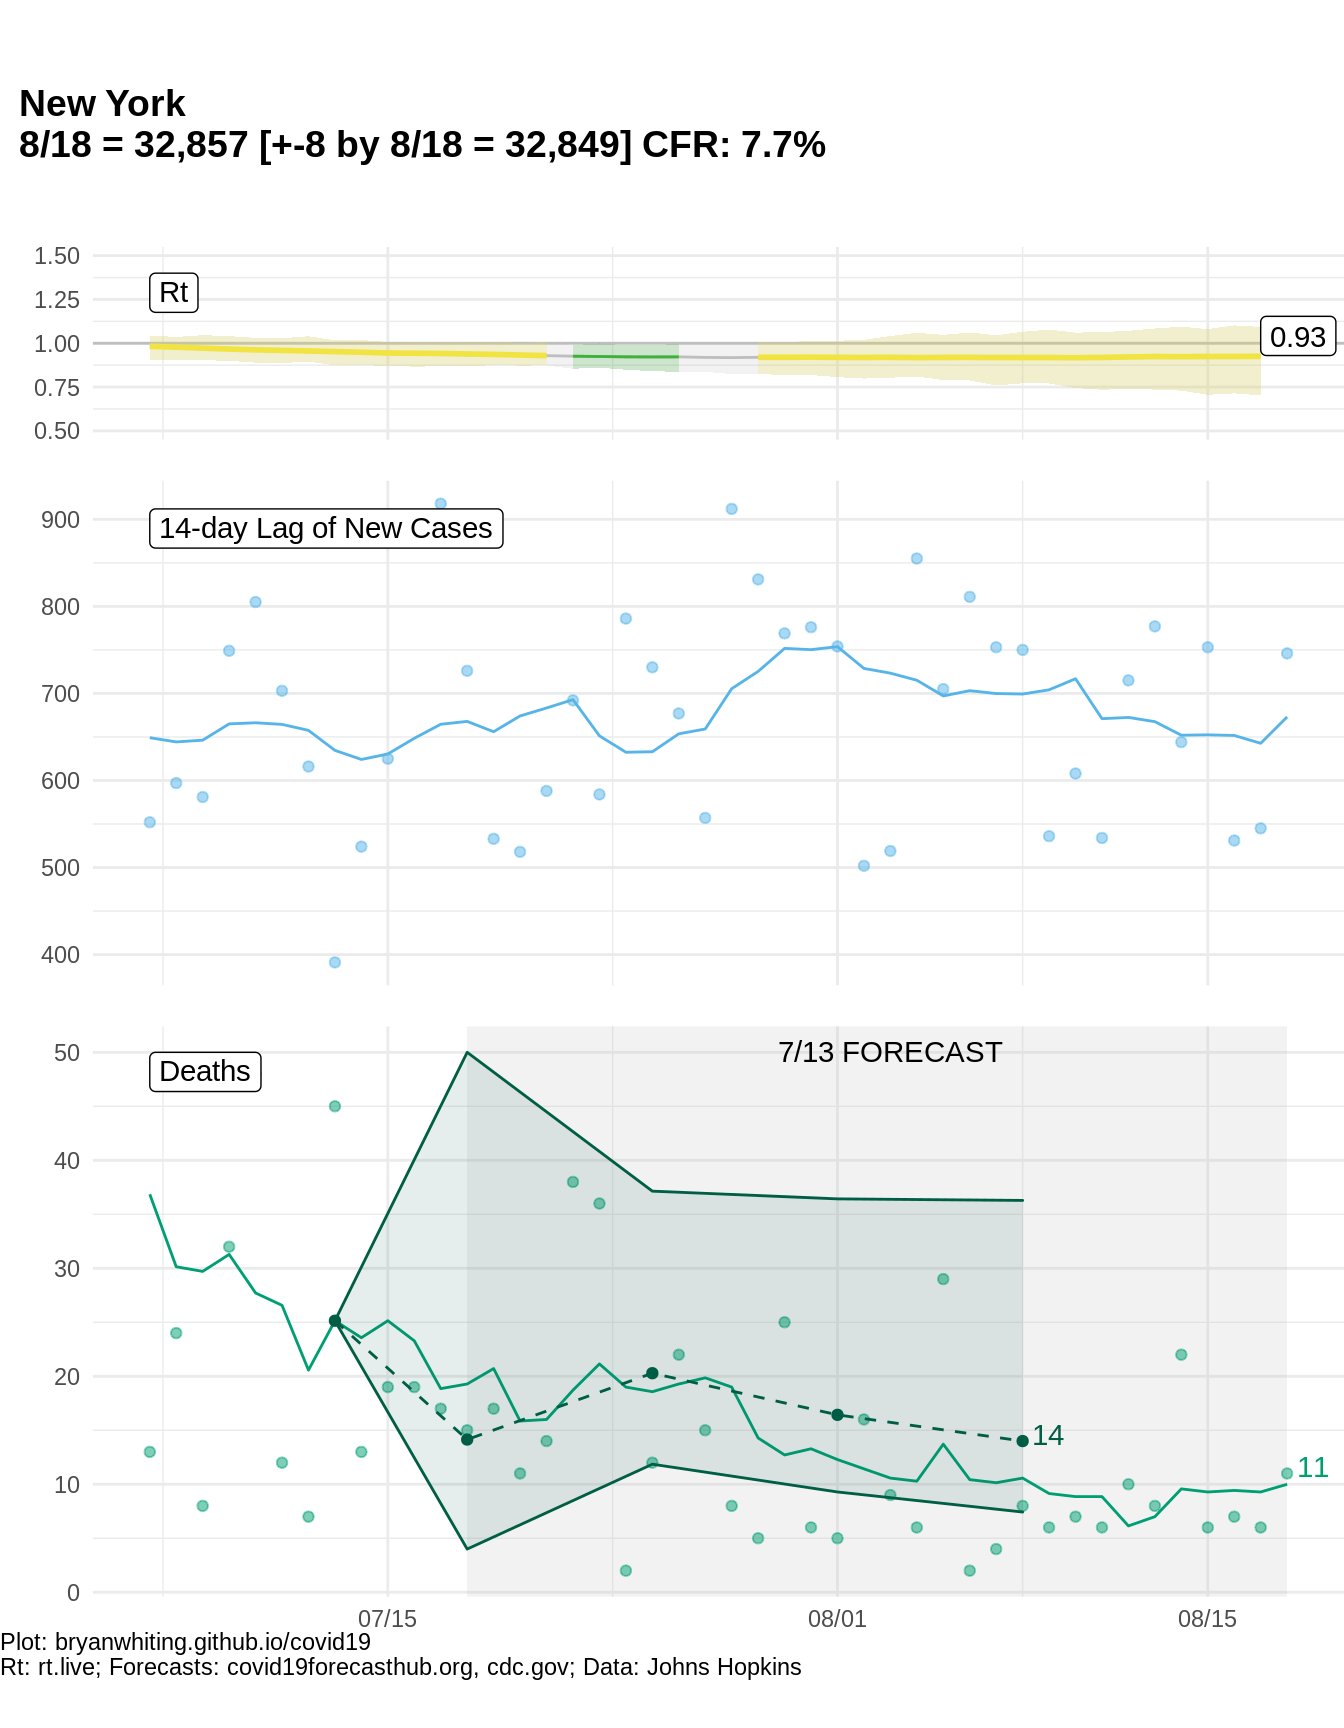 New York
8/18 = 32,857 [+-8 by 8/18 = 32,849] CFR: 7.7%
1.50
1.25
1.00
0.75
0.50
Rt
0.93
900
800
700
600
500
400
14-day Lag of New Cases
50
40
30
20
10
0
Deaths
7/13 FORECAST
14
11
07/15
08/01
08/15
Plot: bryanwhiting.github.io/covid19
Rt: rt.live; Forecasts: covid19forecasthub.org, cdc.gov; Data: Johns Hopkins